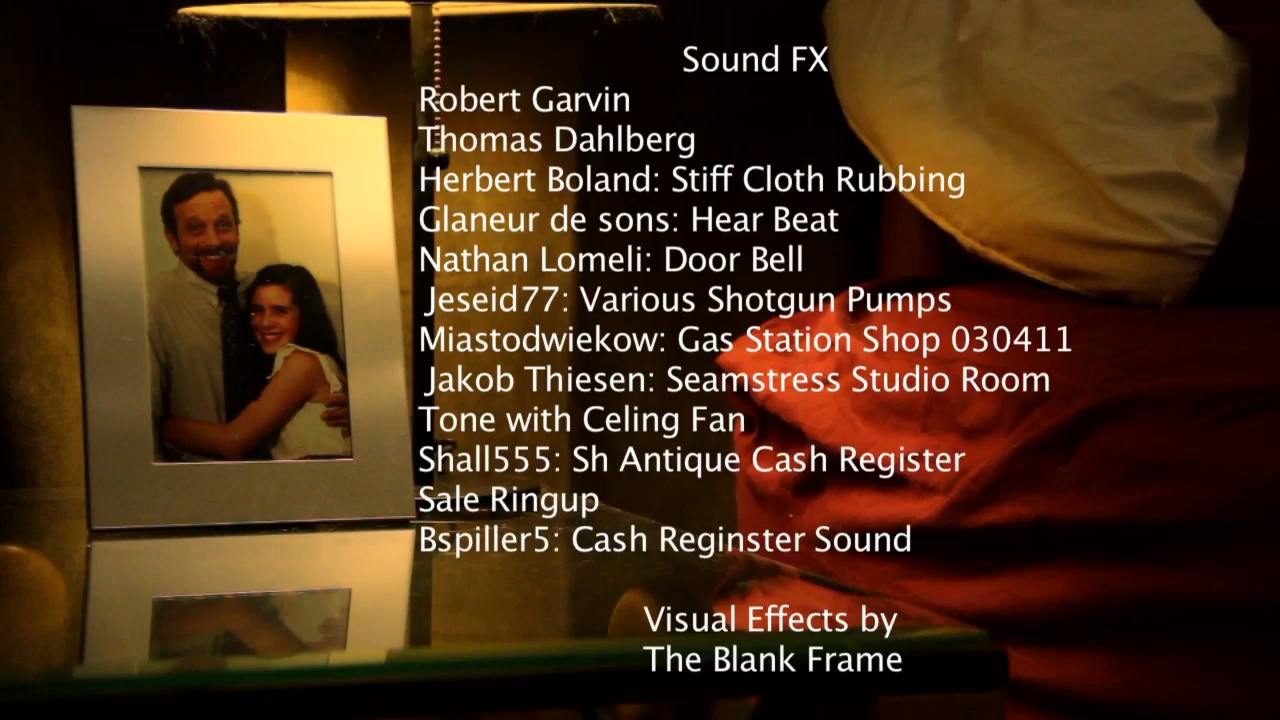 Sound FX
Robert Garvin
Thomas Dahlberg
Herbert Boland: Stiff Cloth Rubbing
Glaneur de sons: Hear Beat
Nathan Lomeli: Door Bell
Jeseid77: Various Shotgun Pumps
Miastodwiekow: Gas Station Shop 030411
Jakob Thiesen: Seamstress Studio Room
Tone with Celing Fan
Shall555: Sh Antique Cash Register
Sale Ringup
Bspiller5: Cash Reginster Sound
Visual Effects by
The Blank Frame